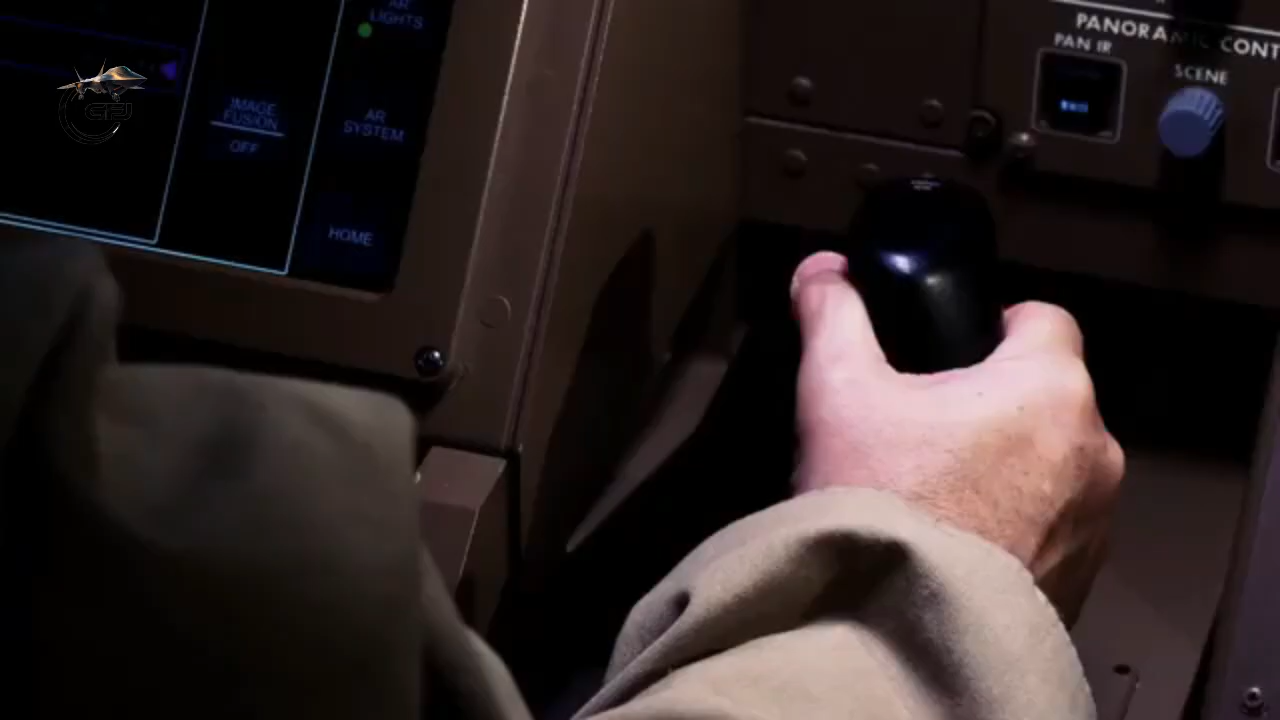 AR
LIGHTS
IMAGE
FUSION
OFF
AR
SYSTEM
HOME
PANORAMIC CONT
PAN IR
SCENE